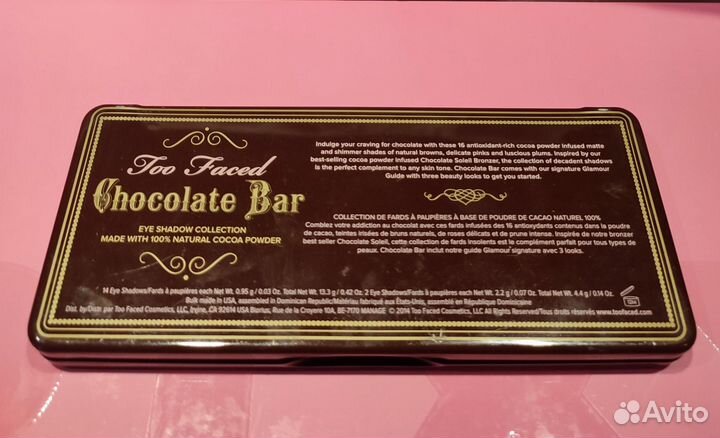 Too Faced
Chocolate Bar
EYE SHADOW COLLECTION
MADE WITH 100% NATURAL COCOA POWDER
Indulge your craving for chocolate with these 16 antioxidant-rich cocoa powder infused matte
and shimmer shades of natural browns, delicate pinks and luscious plums. Inspired by our
best-selling cocoa powder infused Chocolate Soleil Bronzer, the collection of decadent shadows
is the perfect complement to any skin tone. Chocolate Bar comes with our signature Glamour
Guide with three beauty looks to get you started.
COLLECTION DE FARDS À PAUPIÈRES À BASE DE POUDRE DE CACAO NATUREL 100%
Combiez votre addiction au chocolat avec ces fards infusées des 16 antioxydents contenus dans la poudre
de cacao, teintes irisées de bruns naturels, de roses délicats et de prune intense. Inspirée de notre bronzer
best seller Chocolate Soleil, cette collection de fards insolents est le complément parfait pour tous types de
peaux. Chocolate Bar inclut notre guide Glamour signature avec 3 looks.
14 Eye Shadows/Fards à paupières each Net Wt. 0.95 g / 0.03 Oz. Total Net Wt. 13.3 g / 0.42 Oz. 2 Eye Shadows/Fards à paupières each Net Wt. 2.2 g / 0.07 Oz. Total Net Wt. 4.4 g / 0.14 Oz.
Bulk made in USA, assembled in Dominican Republic/Matériau fabriqué aux États-Unis, assemblé en République Dominicaine
Dist. by/Distr. par Too Faced Cosmetics, LLC, Irvine, CA 92614 USA Biorius, Rue de la Croyere 10A, BE-7170 MANAGE © 2014 Too Faced Cosmetics, LLC All Rights Reserved/Tous droits réservés www.toofaced.com
12M
Avito